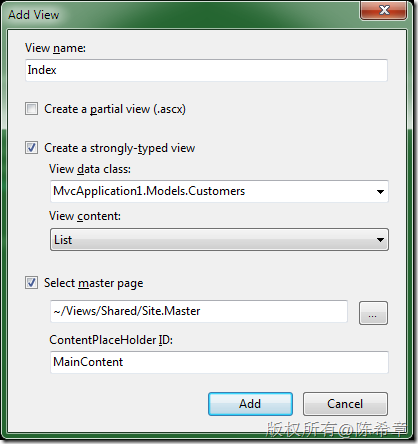 Add View
View name:
Index
Create a partial view (.ascx)
Create a strongly-typed view
View data class:
MvcApplication1.Models.Customers
View content:
List
Select master page
~/Views/Shared/Site.Master
...
ContentPlaceHolder ID:
MainContent
Add Cancel
版权所有@陈希章